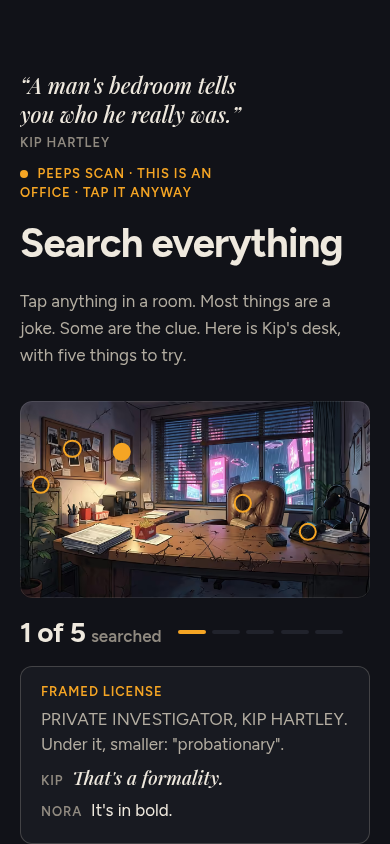 “A man's bedroom tells
you who he really was.”
KIP HARTLEY
PEEPS SCAN · THIS IS AN
OFFICE · TAP IT ANYWAY
Search everything
Tap anything in a room. Most things are a
joke. Some are the clue. Here is Kip's desk,
with five things to try.
1 of 5 searched
FRAMED LICENSE
PRIVATE INVESTIGATOR, KIP HARTLEY.
Under it, smaller: "probationary".
KIP That's a formality.
NORA It's in bold.